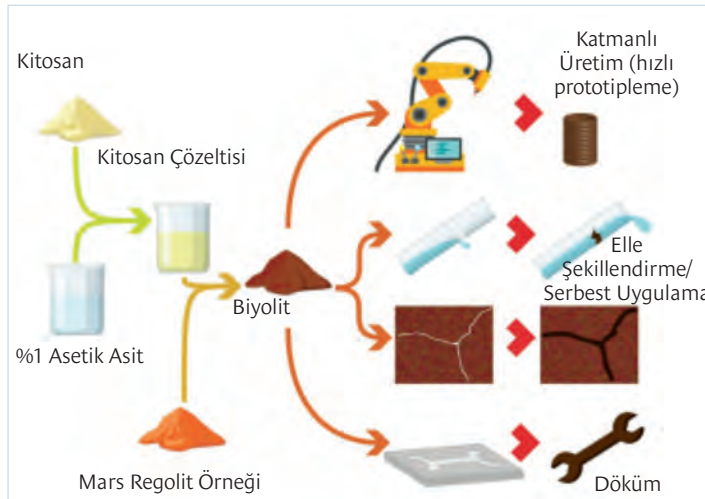 Kitosan
Kitosan Çözeltisi
%1 Asetik Asit
Mars Regolit Örneği
Biyolit
Katmanlı
Üretim (hızlı
prototipleme)
Elle
Şekillendirme/
Serbest Uygulama
Döküm